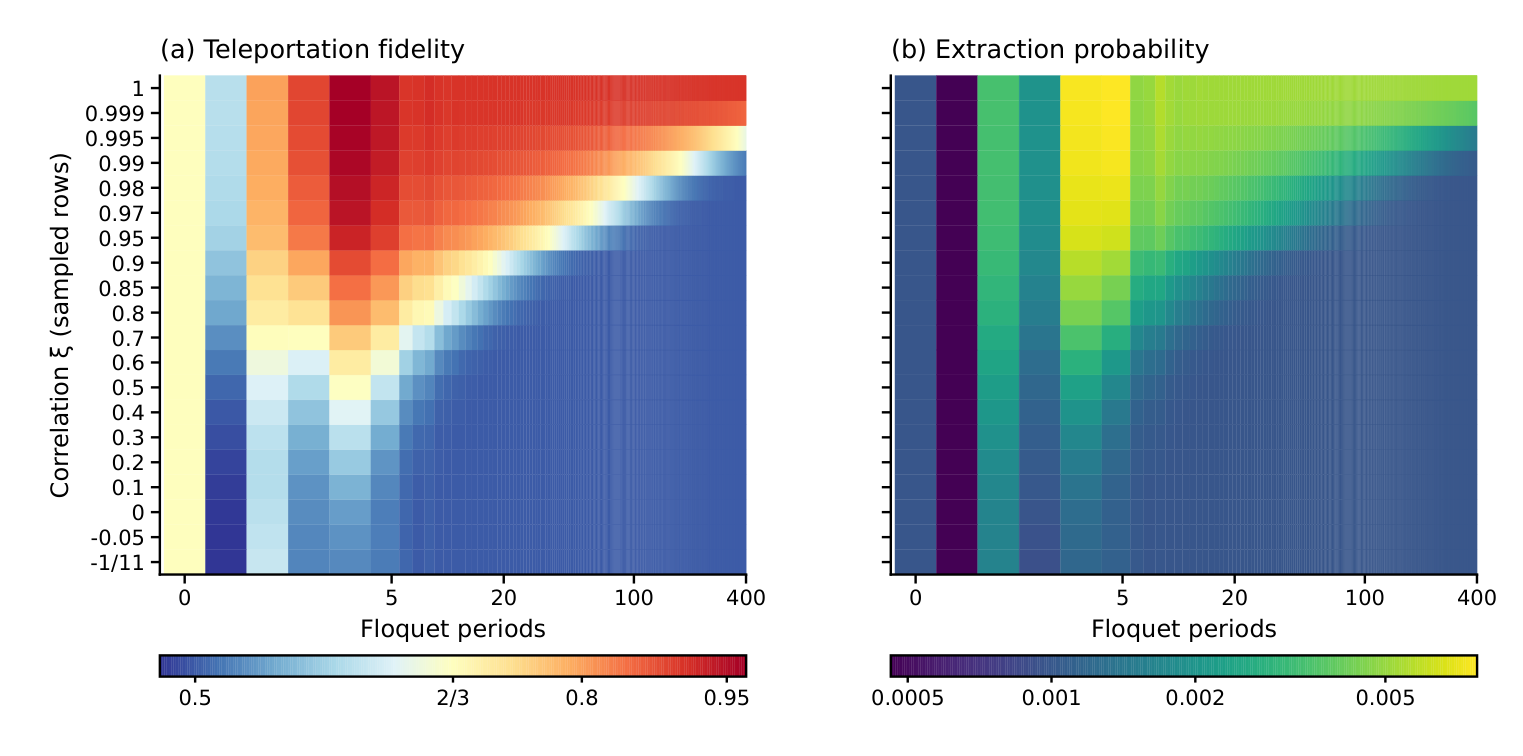 (a) Teleportation fidelity
(b) Extraction probability
Correlation ξ (sampled rows)
1
0.999
0.995
0.99
0.98
0.97
0.95
0.9
0.85
0.8
0.7
0.6
0.5
0.4
0.3
0.2
0.1
0
-0.05
-1/11
0 5 20 100 400
0 5 20 100 400
Floquet periods
Floquet periods
0.5 2/3 0.8 0.95
0.0005 0.001 0.002 0.005